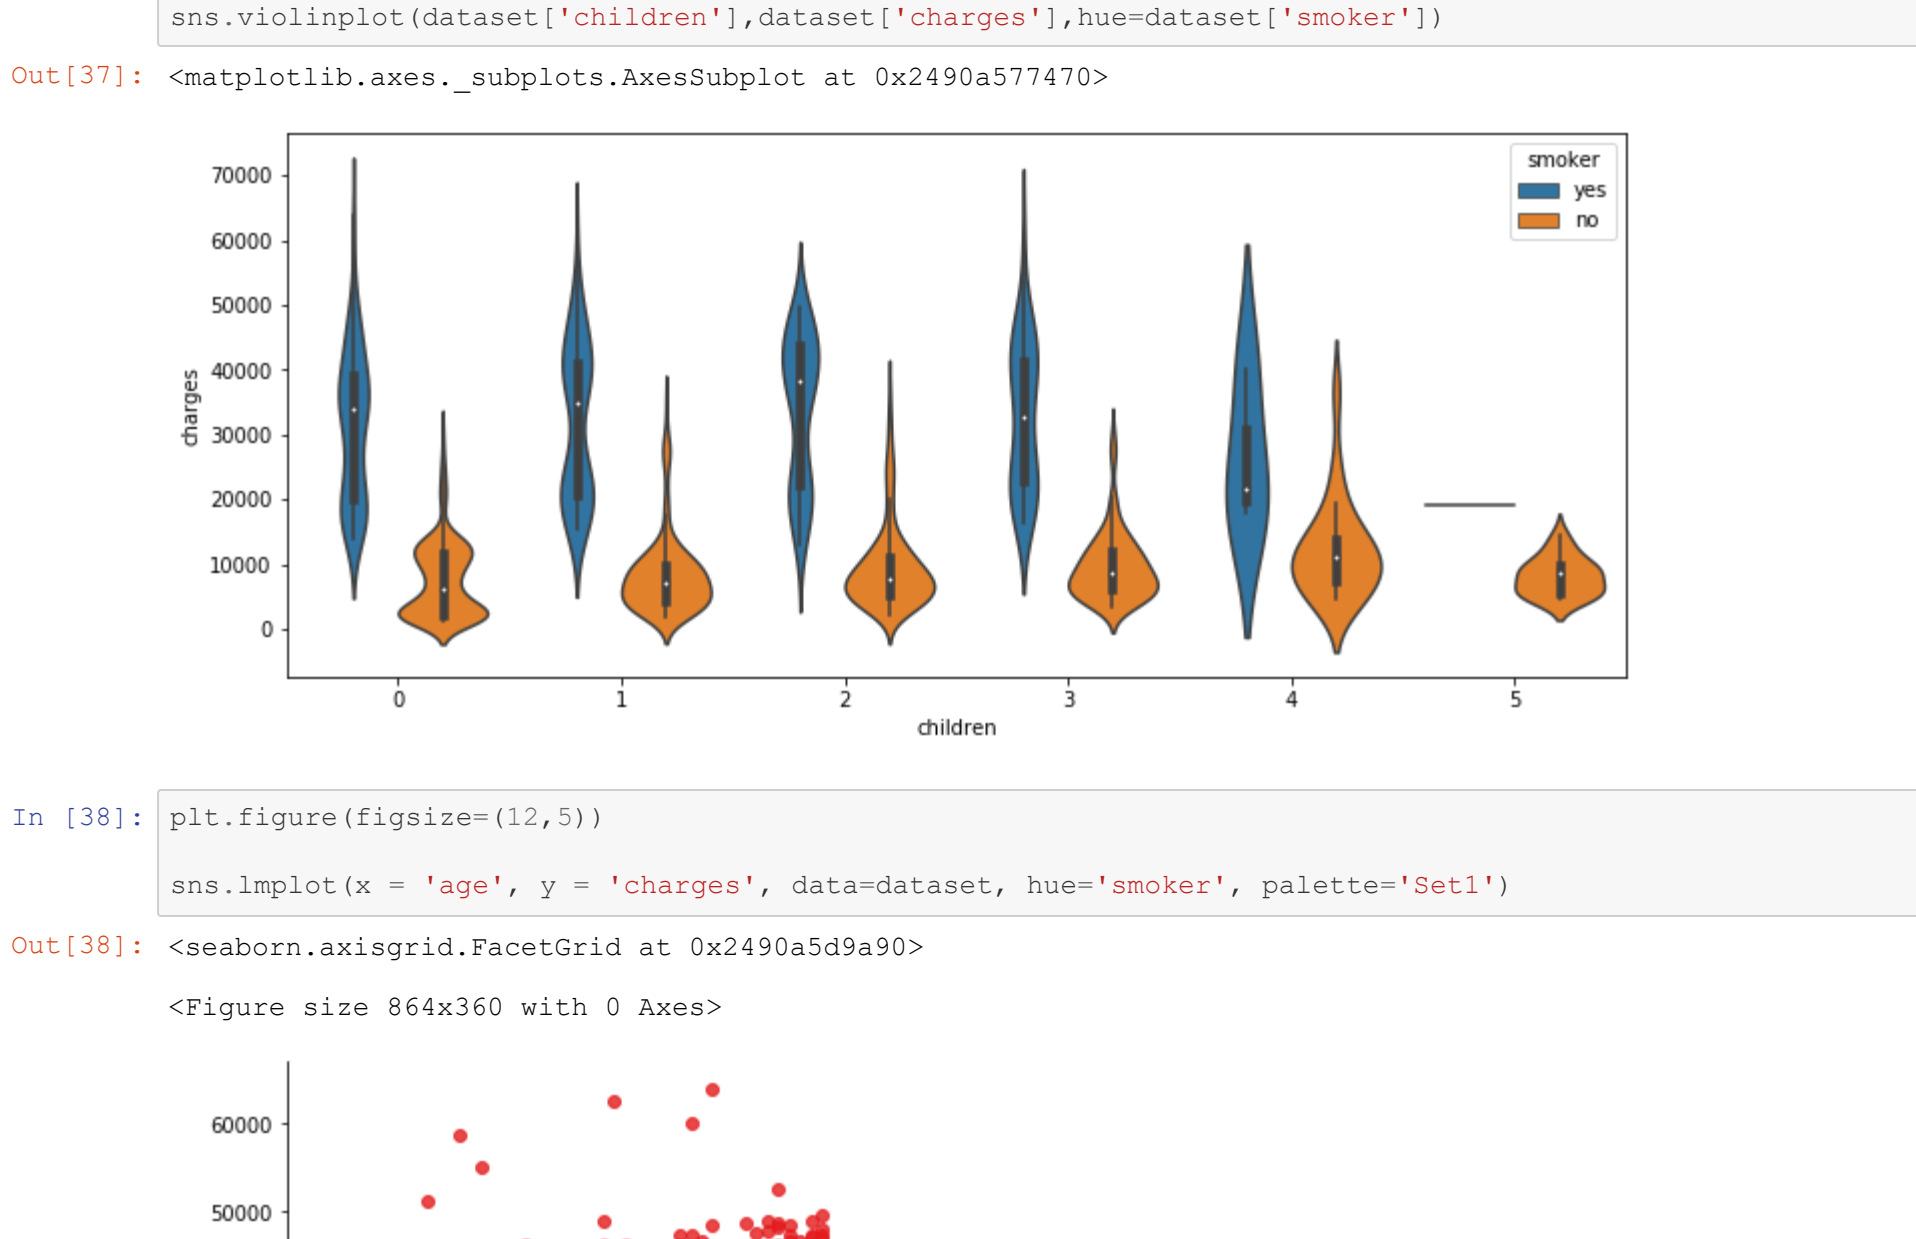 sns.violinplot(dataset['children'],dataset['charges'],hue=dataset['smoker'])
Out[37]: <matplotlib.axes._subplots.AxesSubplot at 0x2490a577470>
smoker
yes
no
70000
60000
50000
40000
30000
20000
10000
0
charges
0 1 2 3 4 5
children
In [38]: plt.figure(figsize=(12,5))
sns.lmplot(x = 'age', y = 'charges', data=dataset, hue='smoker', palette='Set1')
Out[38]: <seaborn.axisgrid.FacetGrid at 0x2490a5d9a90>
<Figure size 864x360 with 0 Axes>
60000
50000